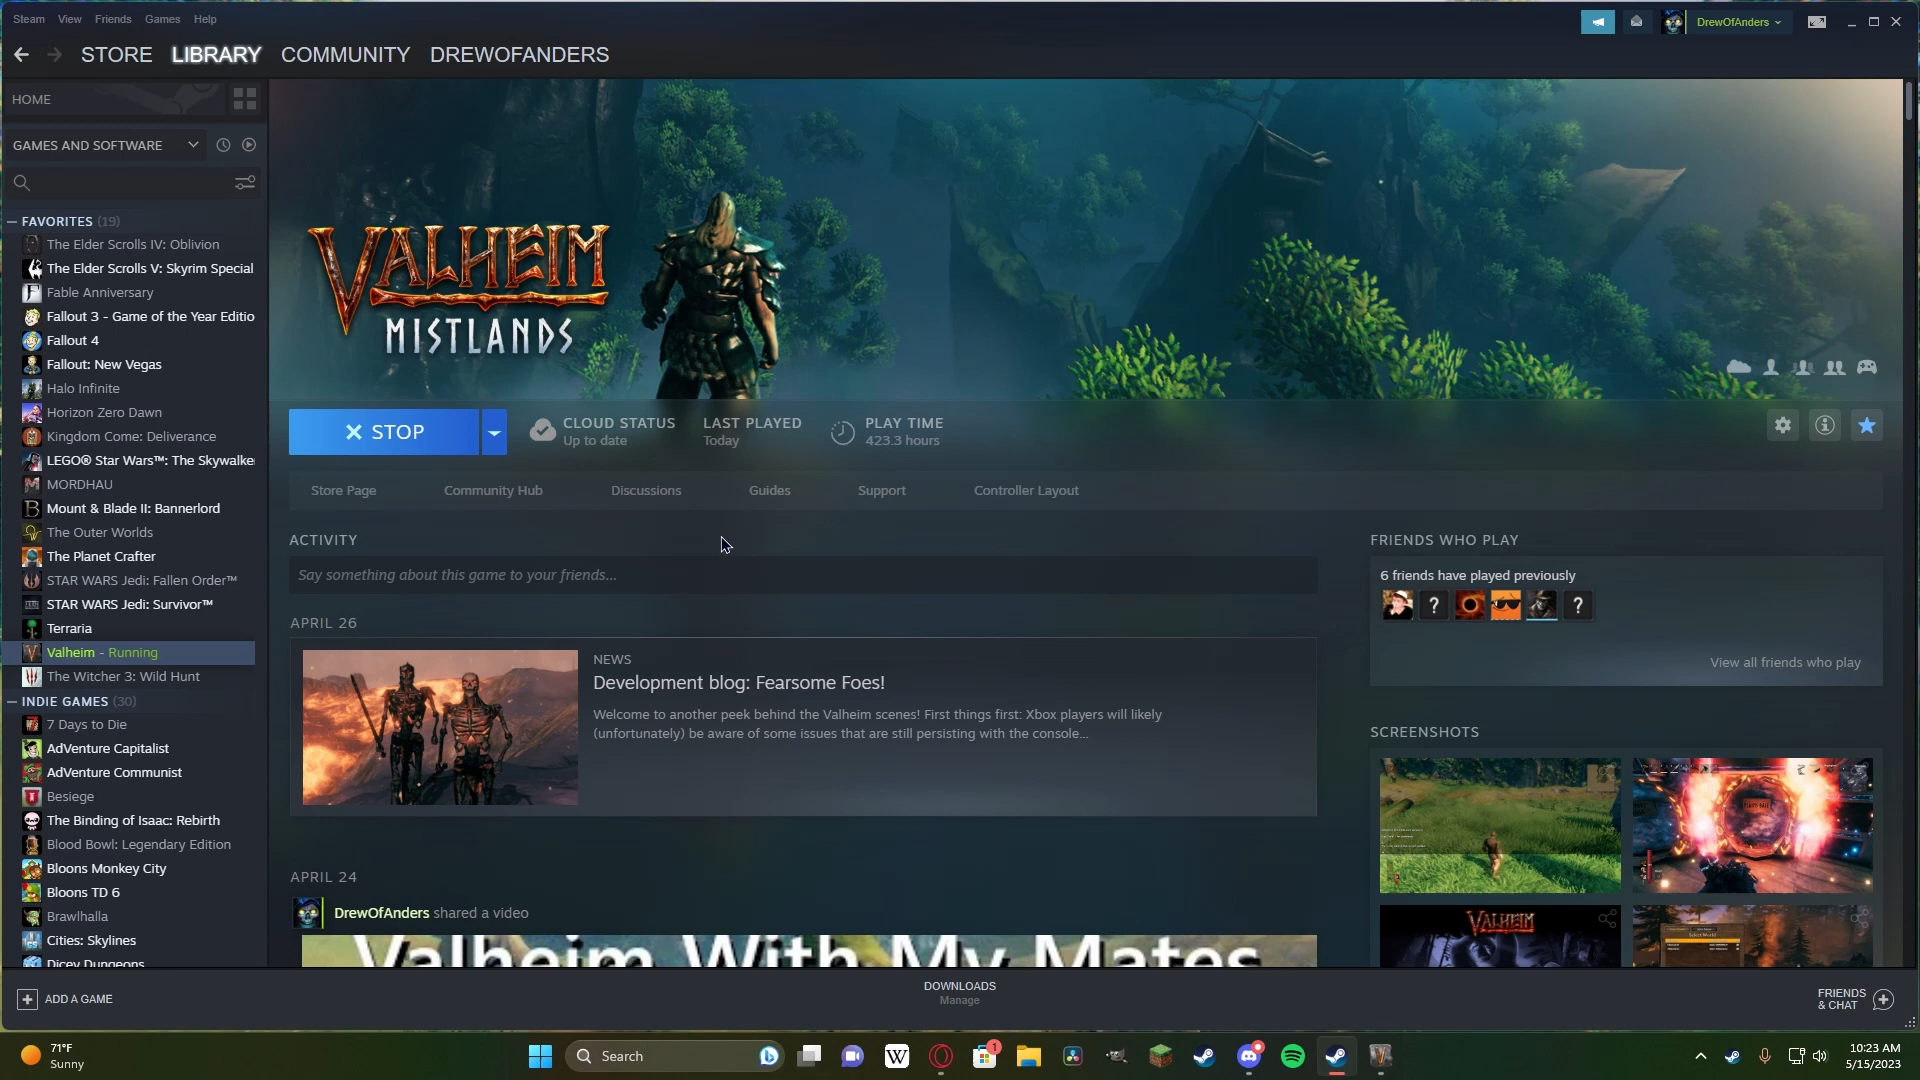 Steam View Friends Games Help
DrewOfAnders
STORE LIBRARY COMMUNITY DREWOFANDERS
HOME
GAMES AND SOFTWARE
FAVORITES (19)
The Elder Scrolls IV: Oblivion
The Elder Scrolls V: Skyrim Special
Fable Anniversary
Fallout 3 - Game of the Year Editio
Fallout 4
Fallout: New Vegas
Halo Infinite
Horizon Zero Dawn
Kingdom Come: Deliverance
LEGO® Star Wars™: The Skywalke
MORDHAU
Mount & Blade II: Bannerlord
The Outer Worlds
The Planet Crafter
STAR WARS Jedi: Fallen Order™
STAR WARS Jedi: Survivor™
Terraria
Valheim - Running
The Witcher 3: Wild Hunt
INDIE GAMES (30)
7 Days to Die
AdVenture Capitalist
AdVenture Communist
Besiege
The Binding of Isaac: Rebirth
Blood Bowl: Legendary Edition
Bloons Monkey City
Bloons TD 6
Brawlhalla
Cities: Skylines
Dicey Dungeons
VALHEIM
MISTLANDS
STOP
CLOUD STATUS
Up to date
LAST PLAYED
Today
PLAY TIME
423.3 hours
Store Page Community Hub Discussions Guides Support Controller Layout
ACTIVITY
Say something about this game to your friends...
APRIL 26
NEWS
Development blog: Fearsome Foes!
Welcome to another peek behind the Valheim scenes! First things first: Xbox players will likely
(unfortunately) be aware of some issues that are still persisting with the console...
APRIL 24
DrewOfAnders shared a video
Valheim With My Mates
FRIENDS WHO PLAY
6 friends have played previously
? ?
View all friends who play
SCREENSHOTS
VALHEIM
Select World
ADD A GAME
DOWNLOADS
Manage
FRIENDS
& CHAT
71°F
Sunny
Search
W
1
10:23 AM
5/15/2023